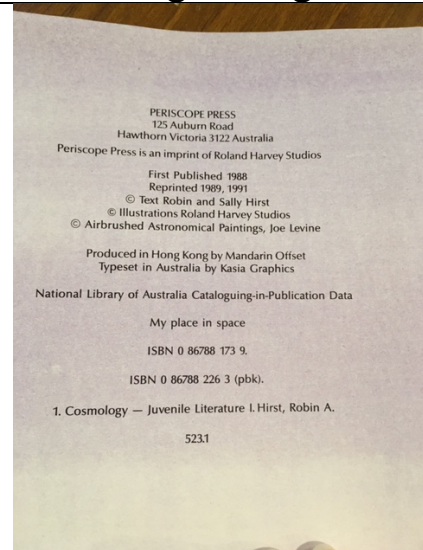 PERISCOPE PRESS
125 Auburn Road
Hawthorn Victoria 3122 Australia
Periscope Press is an imprint of Roland Harvey Studios
First Published 1988
Reprinted 1989, 1991
© Text Robin and Sally Hirst
© Illustrations Roland Harvey Studios
© Airbrushed Astronomical Paintings, Joe Levine
Produced in Hong Kong by Mandarin Offset
Typeset in Australia by Kasia Graphics
National Library of Australia Cataloguing-in-Publication Data
My place in space
ISBN 0 86788 173 9.
ISBN 0 86788 226 3 (pbk).
1. Cosmology — Juvenile Literature I. Hirst, Robin A.
523.1